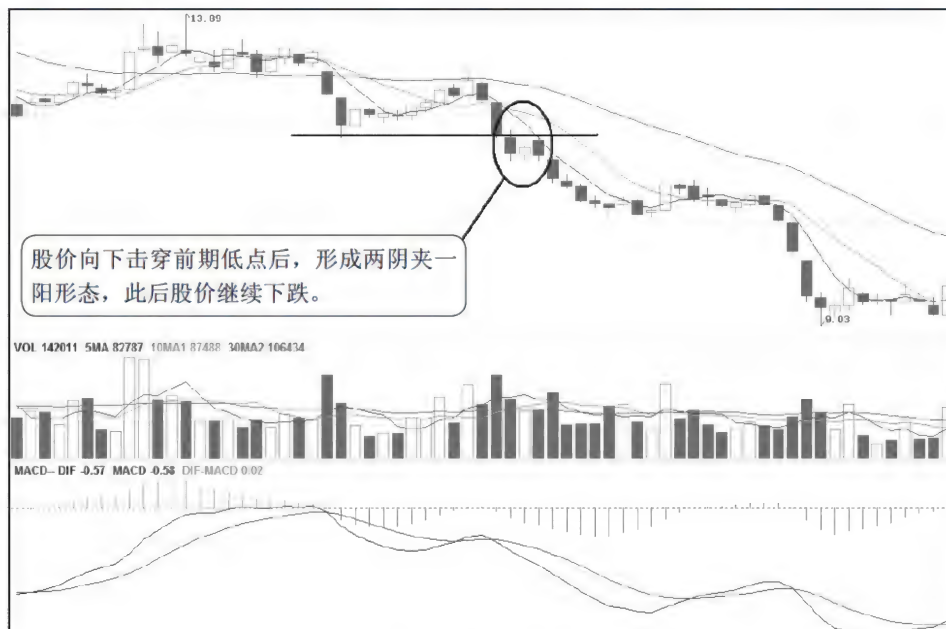 13.09
股价向下击穿前期低点后，形成两阴夹一
阳形态，此后股价继续下跌。
9.03
VOL 142011 5MA 82787 10MA1 87488 30MA2 106434
MACD-- DIF -0.57 MACD -0.58 DIF-MACD 0.02